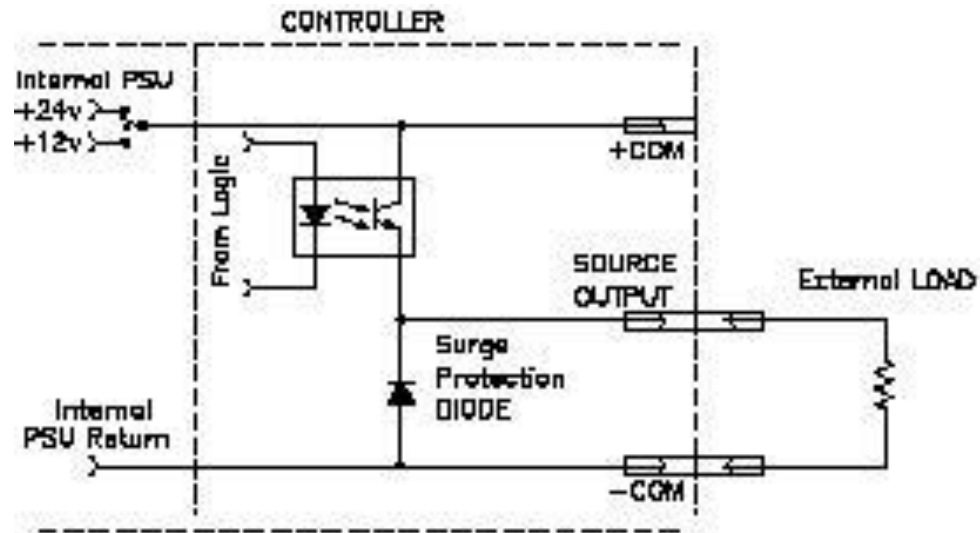 CONTROLLER
Internal PSU
+24v
+12v
+COM
From Logic
SOURCE
OUTPUT
External LOAD
Surge
Protection
DIODE
Internal
PSU Return
-COM